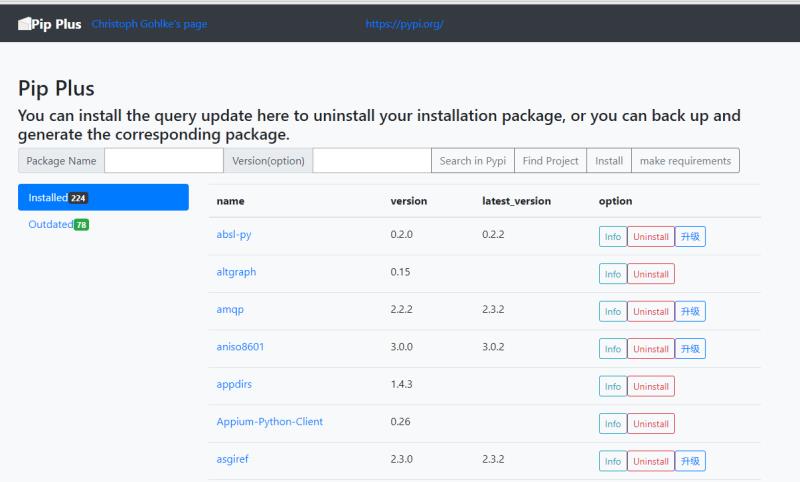 Pip Plus Christoph Gohlke's page https://pypi.org/
Pip Plus
You can install the query update here to uninstall your installation package, or you can back up and
generate the corresponding package.
Package Name Version(option) Search in Pypi Find Project Install make requirements
Installed 224
Outdated 78
name version latest_version option
absl-py 0.2.0 0.2.2 Info Uninstall 升级
altgraph 0.15 Info Uninstall
amqp 2.2.2 2.3.2 Info Uninstall 升级
aniso8601 3.0.0 3.0.2 Info Uninstall 升级
appdirs 1.4.3 Info Uninstall
Appium-Python-Client 0.26 Info Uninstall
asgiref 2.3.0 2.3.2 Info Uninstall 升级